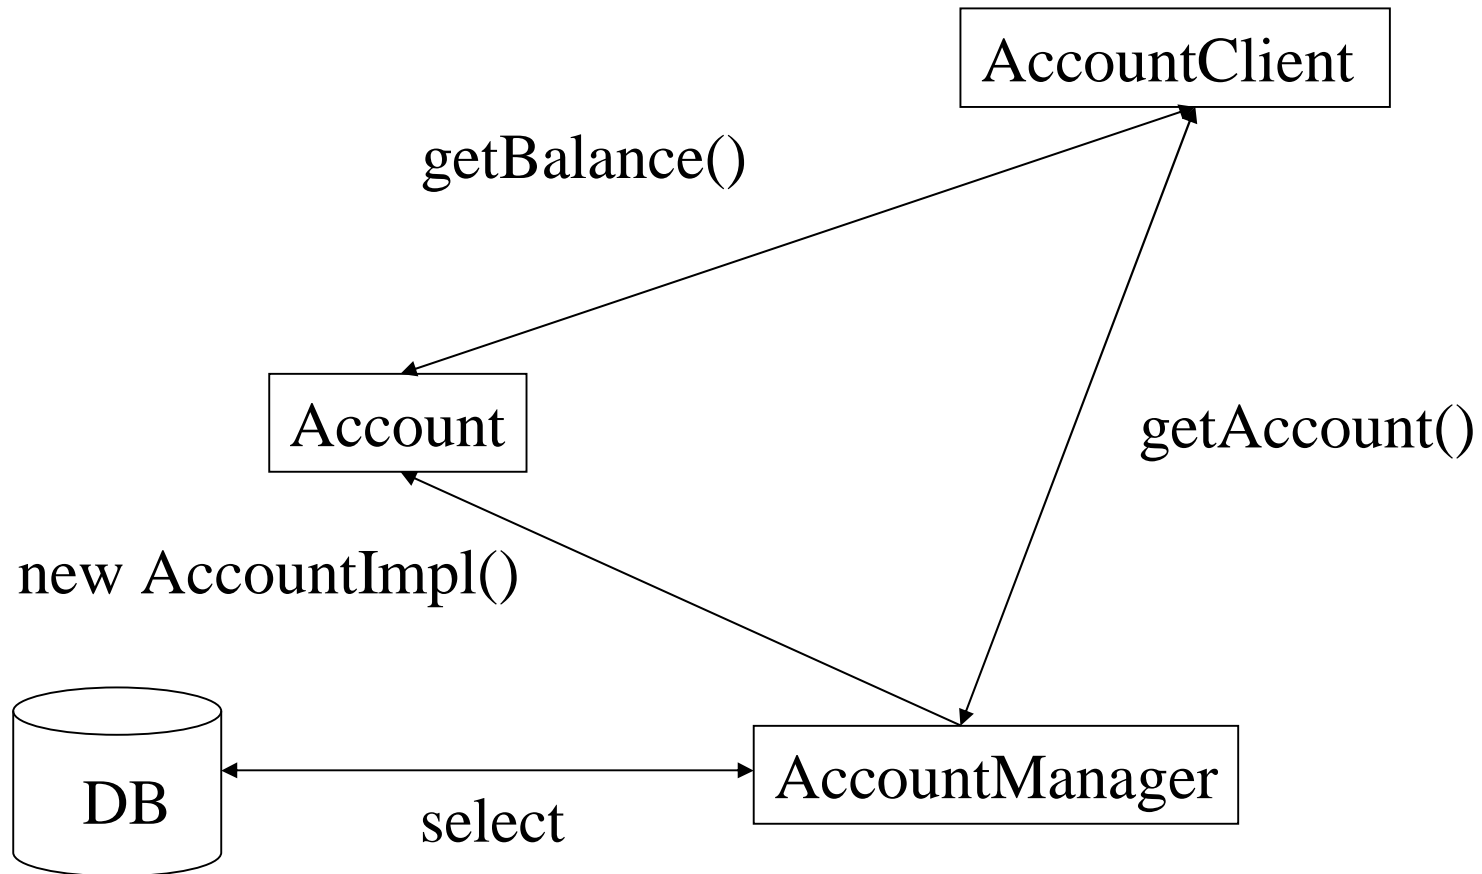 AccountClient
getBalance()
Account
getAccount()
new AccountImpl()
AccountManager
DB
select